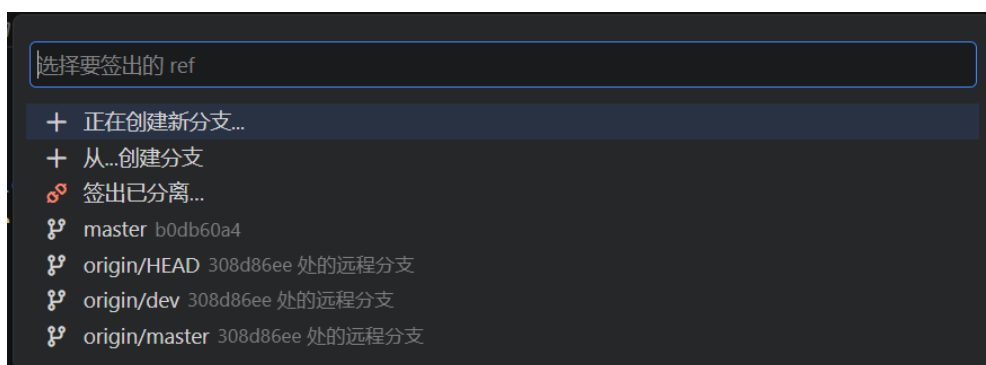 选择要签出的 ref
正在创建新分支...
从...创建分支
签出已分离...
master b0db60a4
origin/HEAD 308d86ee 处的远程分支
origin/dev 308d86ee 处的远程分支
origin/master 308d86ee 处的远程分支